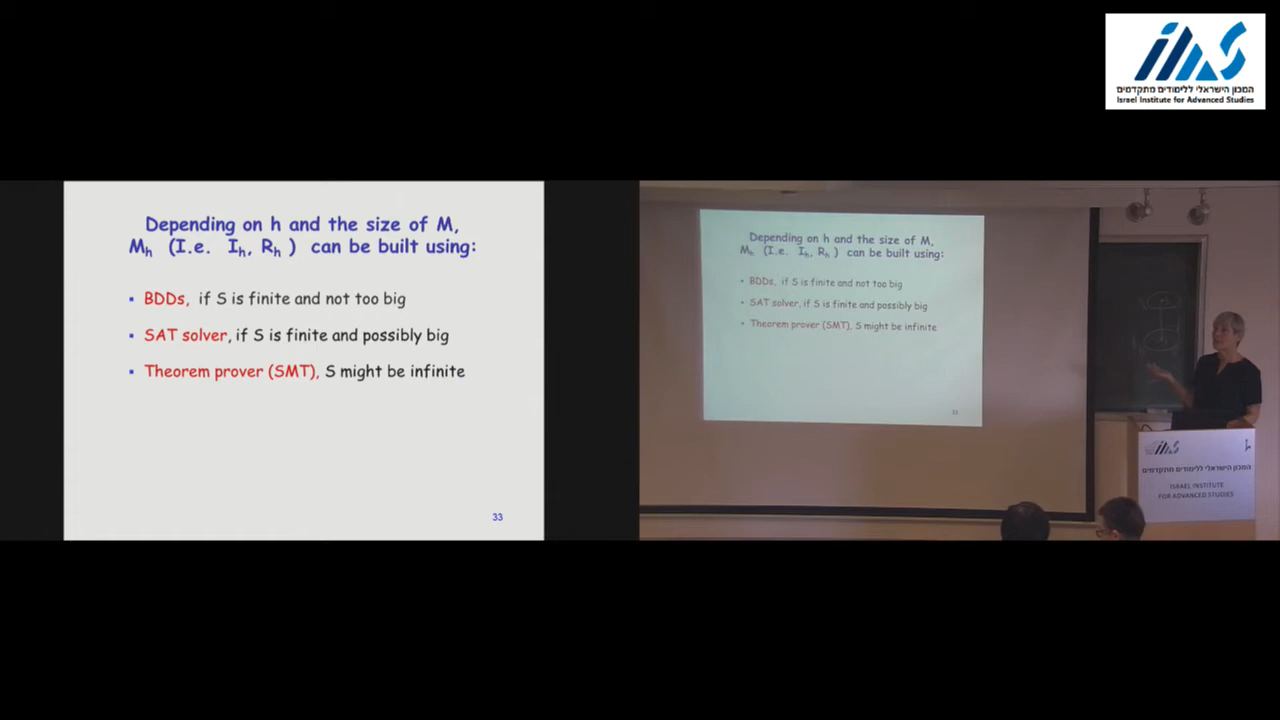 המכון הישראלי ללימודים מתקדמים
Israel Institute for Advanced Studies
Depending on h and the size of M,
Mh (I.e. Ih, Rh ) can be built using:
▪ BDDs, if S is finite and not too big
▪ SAT solver, if S is finite and possibly big
▪ Theorem prover (SMT), S might be infinite
33
Depending on h and the size of M,
Mh (I.e. Ih, Rh ) can be built using:
▪ BDDs, if S is finite and not too big
▪ SAT solver, if S is finite and possibly big
▪ Theorem prover (SMT), S might be infinite
33
המכון הישראלי ללימודים מתקדמים
ISRAEL INSTITUTE
FOR ADVANCED STUDIES